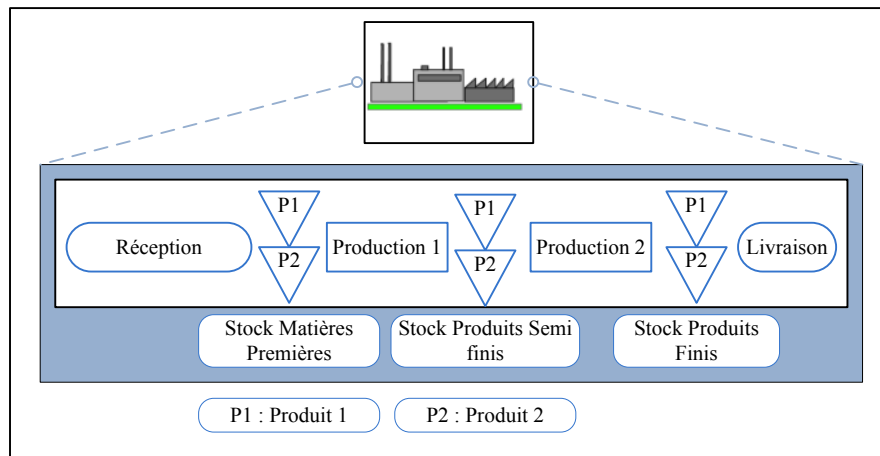 P1
P1
P1
Réception
Production 1
Production 2
Livraison
P2
P2
P2
Stock Matières
Premières
Stock Produits Semi
finis
Stock Produits
Finis
P1 : Produit 1
P2 : Produit 2